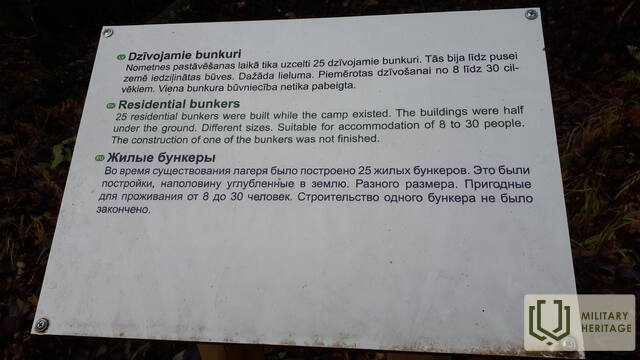 Dzīvojamie bunkuri
Nometnes pastāvēšanas laikā tika uzcelti 25 dzīvojamie bunkuri. Tās bija līdz pusei
zemē iedziļinātas būves. Dažāda lieluma. Piemērotas dzīvošanai no 8 līdz 30 cil-
vēkiem. Viena bunkura būvniecība netika pabeigta.
Residential bunkers
25 residential bunkers were built while the camp existed. The buildings were half
under the ground. Different sizes. Suitable for accommodation of 8 to 30 people.
The construction of one of the bunkers was not finished.
Жилые бункеры
Во время существования лагеря было построено 25 жилых бункеров. Это были
постройки, наполовину углубленные в землю. Разного размера. Пригодные
для проживания от 8 до 30 человек. Строительство одного бункера не было
закончено.
MILITARY
HERITAGE